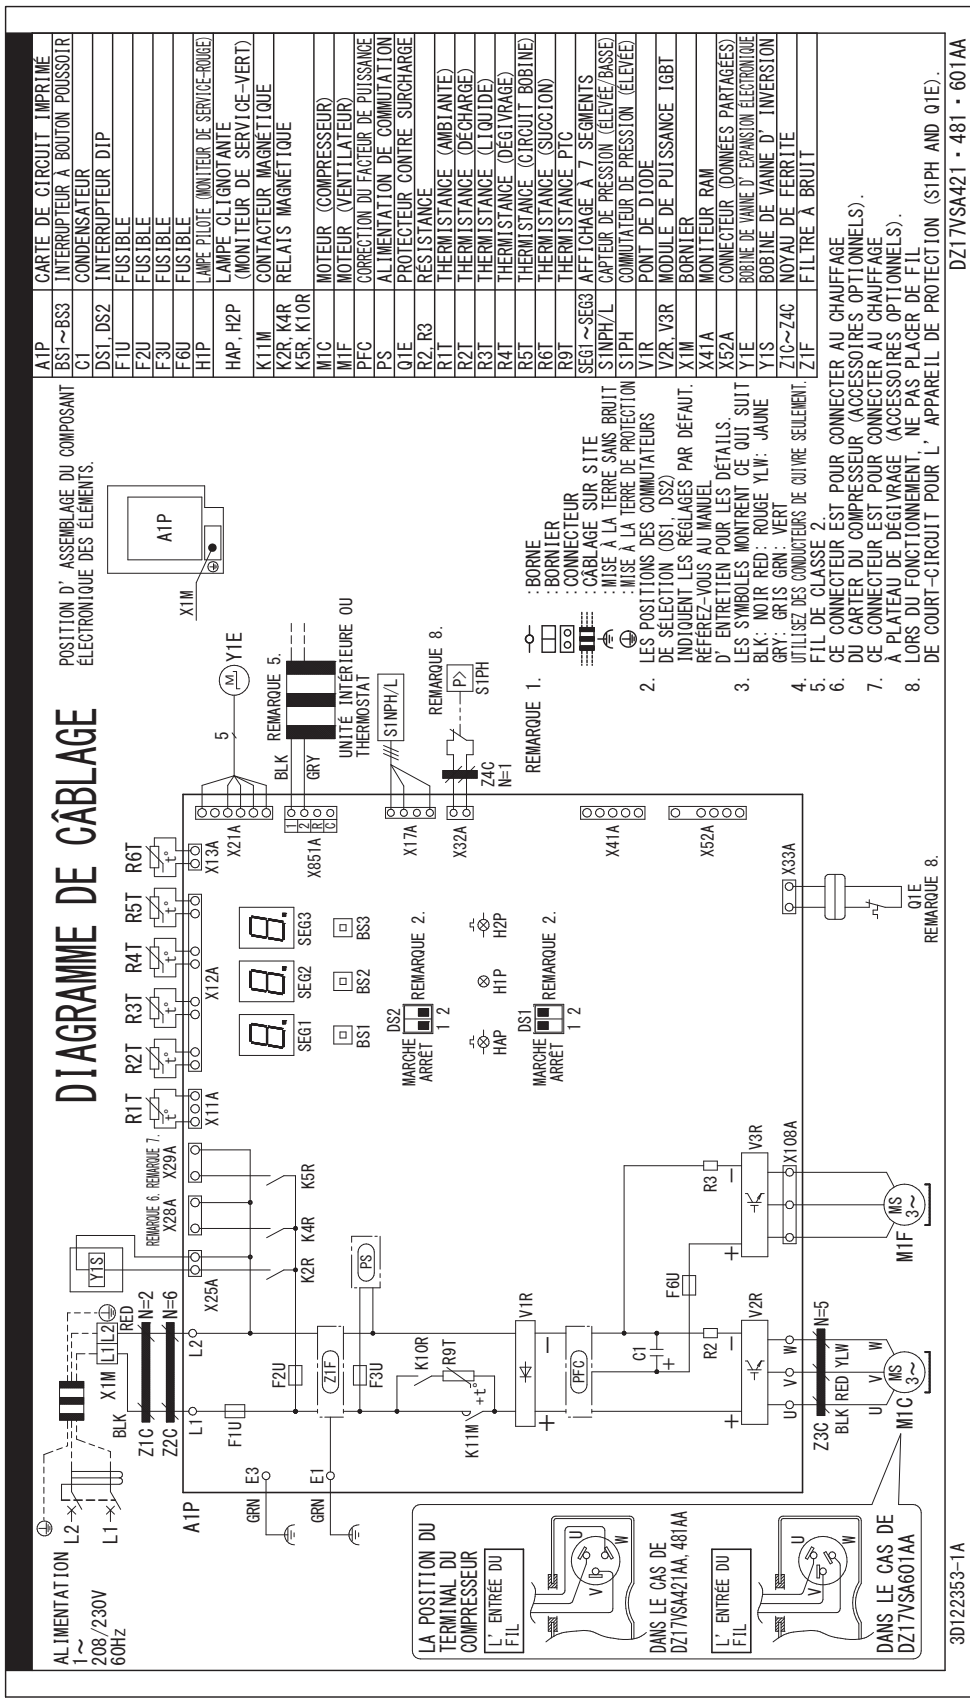 DIAGRAMME DE CÂBLAGE
POSITION D' ASSEMBLAGE DU COMPOSANT
ÉLECTRONIQUE DES ÉLÉMENTS.
A1P
X1M
ALIMENTATION
1~
208/230V
60Hz
L2
L1
X1M
L1
L2
BLK
RED
Z1C
N=2
Z2C
N=6
L1
L2
Y1S
REMARQUE 6.
REMARQUE 7.
X25A
X28A
X29A
R1T
R2T
R3T
R4T
R5T
R6T
t°
t°
t°
t°
t°
t°
X11A
X12A
X13A
X21A
5
M
Y1E
REMARQUE 5.
BLK
GRY
1
2
R
C
X851A
UNITÉ INTÉRIEURE OU
THERMOSTAT
X17A
S1NPH/L
REMARQUE 8.
X32A
P>
S1PH
Z4C
N=1
X41A
X52A
X33A
Q1E
REMARQUE 8.
A1P
E3
GRN
E1
GRN
F1U
F2U
K2R
K4R
K5R
Z1F
F3U
PS
K10R
R9T
+t°
K11M
V1R
+
−
PFC
C1
+
R2
R3
F6U
+
−
V2R
+
−
V3R
X108A
SEG1
SEG2
SEG3
BS1
BS2
BS3
DS2
MARCHE
ARRÊT
1 2
REMARQUE 2.
HAP
H1P
H2P
DS1
MARCHE
ARRÊT
1 2
REMARQUE 2.
U
V
W
Z3C
N=5
BLK
RED
YLW
U
V
W
MS
3~
M1C
MS
3~
M1F
LA POSITION DU
TERMINAL DU
COMPRESSEUR
L' ENTRÉE DU
FIL
U
V
W
DANS LE CAS DE
DZ17VSA421AA, 481AA
L' ENTRÉE DU
FIL
U
V
W
DANS LE CAS DE
DZ17VSA601AA
REMARQUE 1.
:BORNE
:BORNIER
:CONNECTEUR
:CÂBLAGE SUR SITE
:MISE À LA TERRE SANS BRUIT
:MISE À LA TERRE DE PROTECTION
2. LES POSITIONS DES COMMUTATEURS
DE SÉLECTION (DS1, DS2)
INDIQUENT LES RÉGLAGES PAR DÉFAUT.
RÉFÉREZ-VOUS AU MANUEL
D' ENTRETIEN POUR LES DÉTAILS.
3. LES SYMBOLES MONTRENT CE QUI SUIT
BLK: NOIR RED: ROUGE YLW: JAUNE
GRY: GRIS GRN: VERT
4. UTILISEZ DES CONDUCTEURS DE CUIVRE SEULEMENT.
5. FIL DE CLASSE 2.
6. CE CONNECTEUR EST POUR CONNECTER AU CHAUFFAGE
DU CARTER DU COMPRESSEUR (ACCESSOIRES OPTIONNELS).
7. CE CONNECTEUR EST POUR CONNECTER AU CHAUFFAGE
À PLATEAU DE DÉGIVRAGE (ACCESSOIRES OPTIONNELS).
8. LORS DU FONCTIONNEMENT, NE PAS PLACER DE FIL
DE COURT-CIRCUIT POUR L' APPAREIL DE PROTECTION (S1PH AND Q1E).
A1P CARTE DE CIRCUIT IMPRIMÉ
BS1~BS3 INTERRUPTEUR À BOUTON POUSSOIR
C1 CONDENSATEUR
DS1, DS2 INTERRUPTEUR DIP
F1U FUSIBLE
F2U FUSIBLE
F3U FUSIBLE
F6U FUSIBLE
H1P LAMPE PILOTE (MONITEUR DE SERVICE-ROUGE)
HAP, H2P LAMPE CLIGNOTANTE
(MONITEUR DE SERVICE-VERT)
K11M CONTACTEUR MAGNÉTIQUE
K2R, K4R RELAIS MAGNÉTIQUE
K5R, K10R
M1C MOTEUR (COMPRESSEUR)
M1F MOTEUR (VENTILATEUR)
PFC CORRECTION DU FACTEUR DE PUISSANCE
PS ALIMENTATION DE COMMUTATION
Q1E PROTECTEUR CONTRE SURCHARGE
R2, R3 RÉSISTANCE
R1T THERMISTANCE (AMBIANTE)
R2T THERMISTANCE (DÉCHARGE)
R3T THERMISTANCE (LIQUIDE)
R4T THERMISTANCE (DÉGIVRAGE)
R5T THERMISTANCE (CIRCUIT BOBINE)
R6T THERMISTANCE (SUCCION)
R9T THERMISTANCE PTC
SEG1~SEG3 AFFICHAGE À 7 SEGMENTS
S1NPH/L CAPTEUR DE PRESSION (ÉLEVÉE/BASSE)
S1PH COMMUTATEUR DE PRESSION (ÉLEVÉE)
V1R PONT DE DIODE
V2R, V3R MODULE DE PUISSANCE IGBT
X1M BORNIER
X41A MONITEUR RAM
X52A CONNECTEUR (DONNÉES PARTAGÉES)
Y1E BOBINE DE VANNE D' EXPANSION ÉLECTRONIQUE
Y1S BOBINE DE VANNE D' INVERSION
Z1C~Z4C NOYAU DE FERRITE
Z1F FILTRE À BRUIT
3D122353-1A
DZ17VSA421・481・601AA